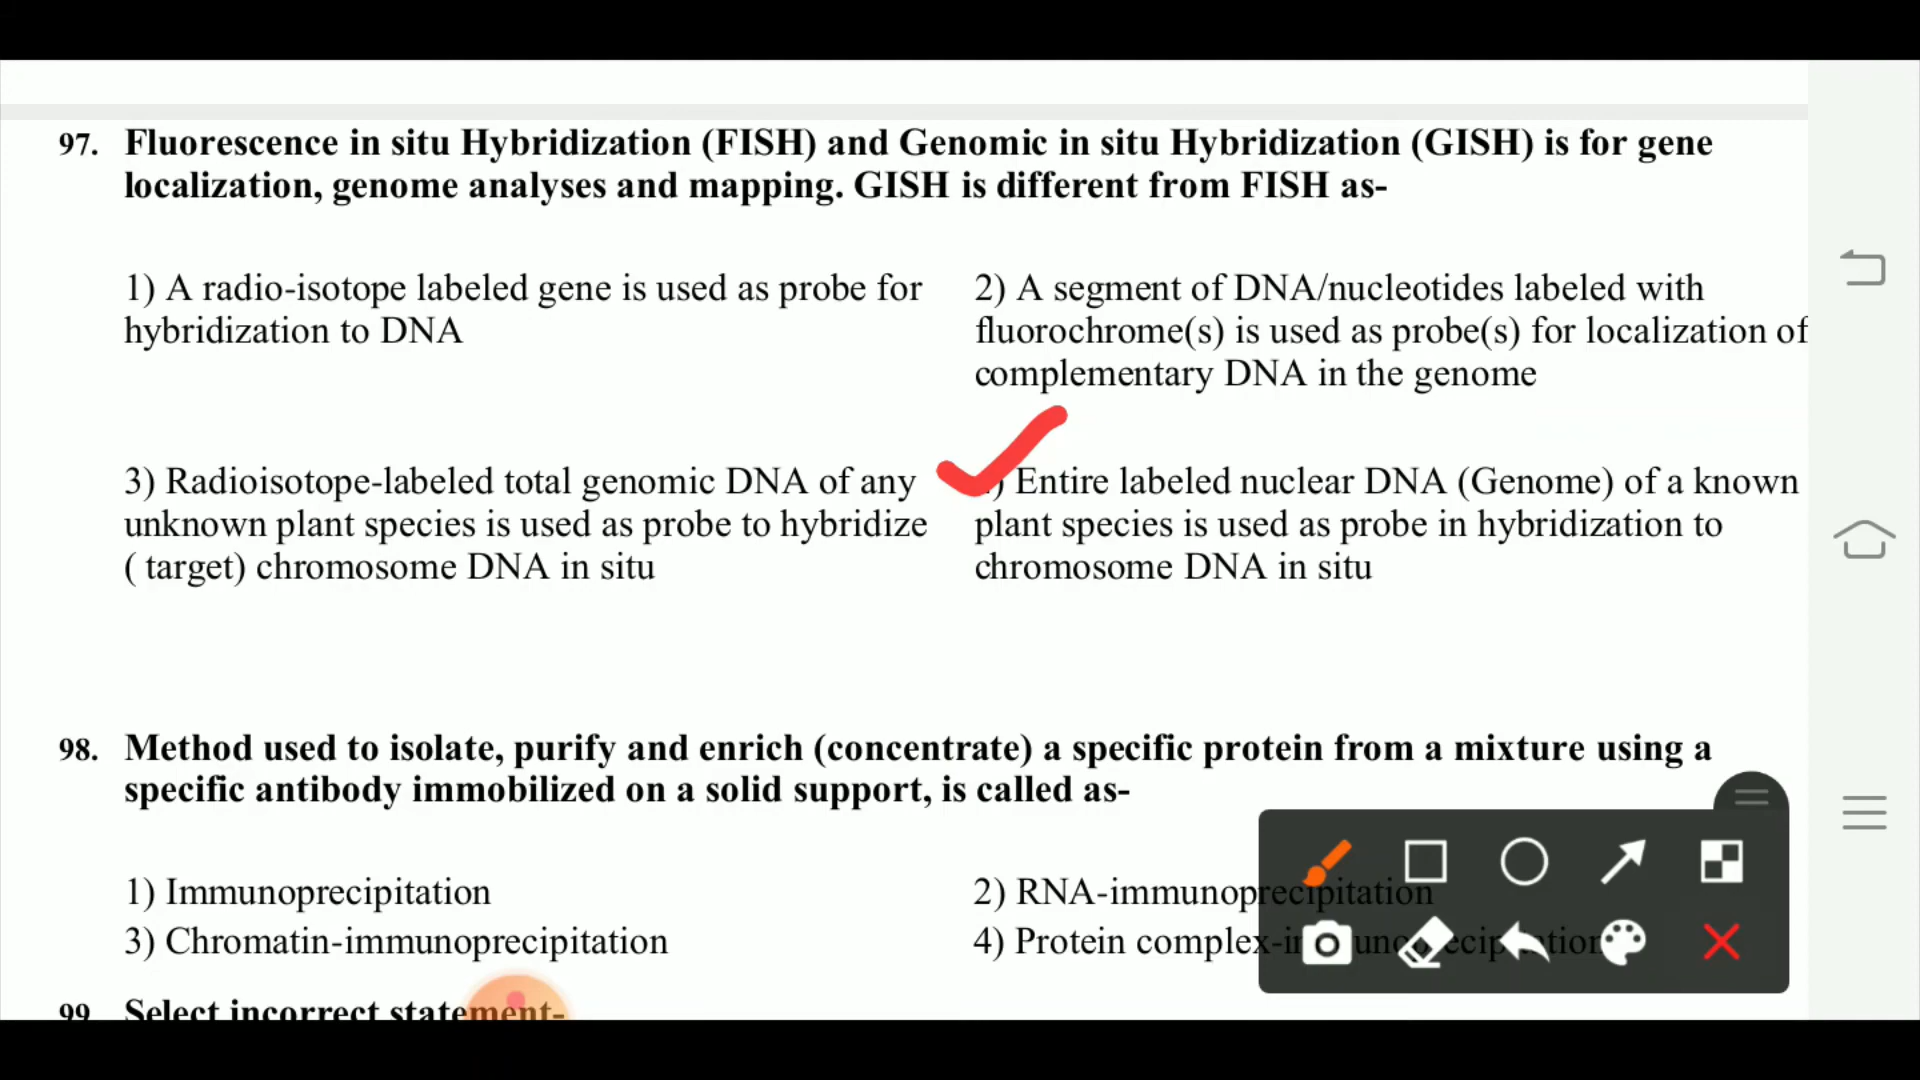 97. Fluorescence in situ Hybridization (FISH) and Genomic in situ Hybridization (GISH) is for gene
localization, genome analyses and mapping. GISH is different from FISH as-
1) A radio-isotope labeled gene is used as probe for
hybridization to DNA
2) A segment of DNA/nucleotides labeled with
fluorochrome(s) is used as probe(s) for localization of
complementary DNA in the genome
3) Radioisotope-labeled total genomic DNA of any
unknown plant species is used as probe to hybridize
( target) chromosome DNA in situ
) Entire labeled nuclear DNA (Genome) of a known
plant species is used as probe in hybridization to
chromosome DNA in situ
98. Method used to isolate, purify and enrich (concentrate) a specific protein from a mixture using a
specific antibody immobilized on a solid support, is called as-
1) Immunoprecipitation
2) RNA-immunoprecipitation
3) Chromatin-immunoprecipitation
4) Protein complex-
99 Select incorrect statement-